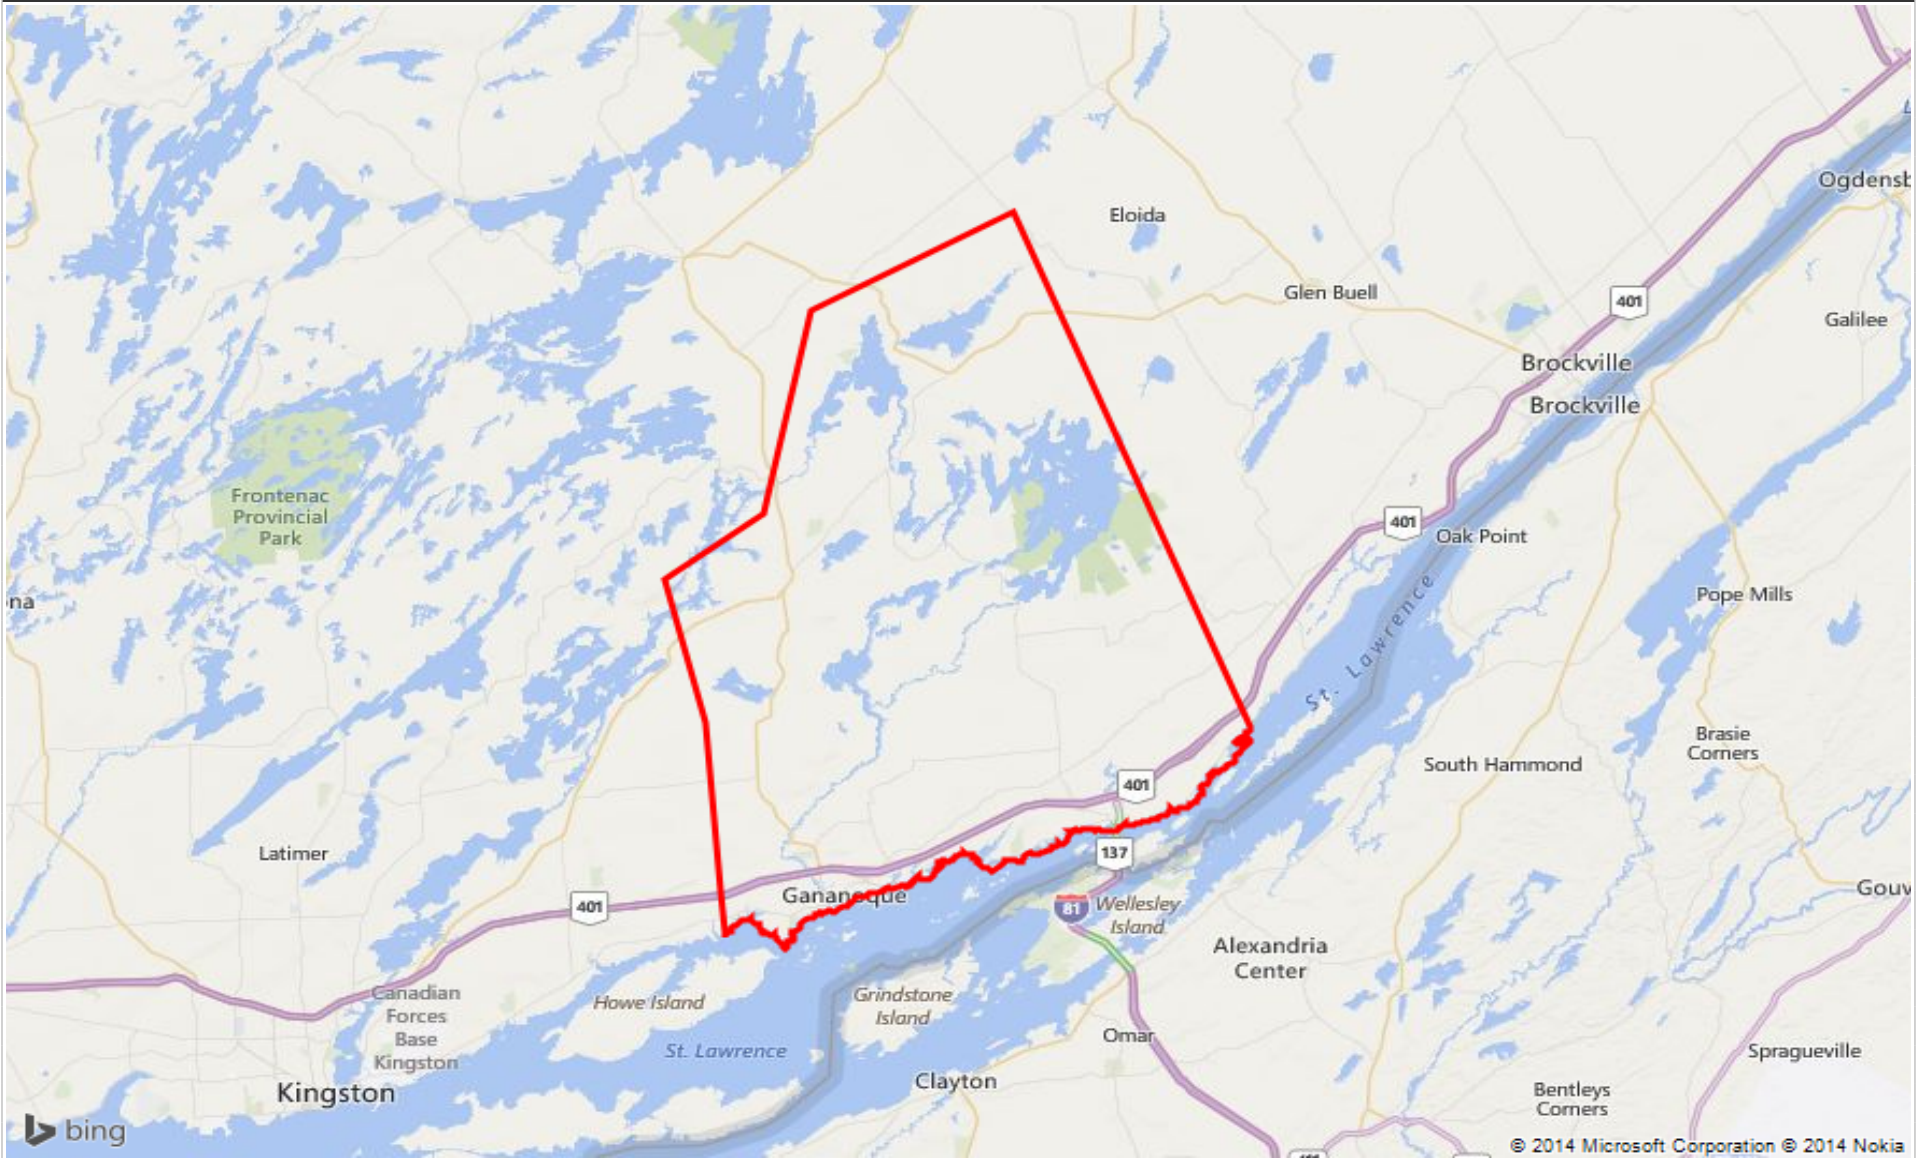 Ogdensb
Eloida
Glen Buell
401
Galilee
Brockville
Brockville
Frontenac
Provincial
Park
401
Oak Point
na
Pope Mills
St. Lawrence
Brasie
Corners
South Hammond
401
Latimer
137
Gananoque
Gouv
401
81
Wellesley
Island
Alexandria
Center
Canadian
Forces
Base
Kingston
Howe Island
Grindstone
Island
Omar
St. Lawrence
Spragueville
Clayton
Kingston
Bentleys
Corners
bing
© 2014 Microsoft Corporation © 2014 Nokia